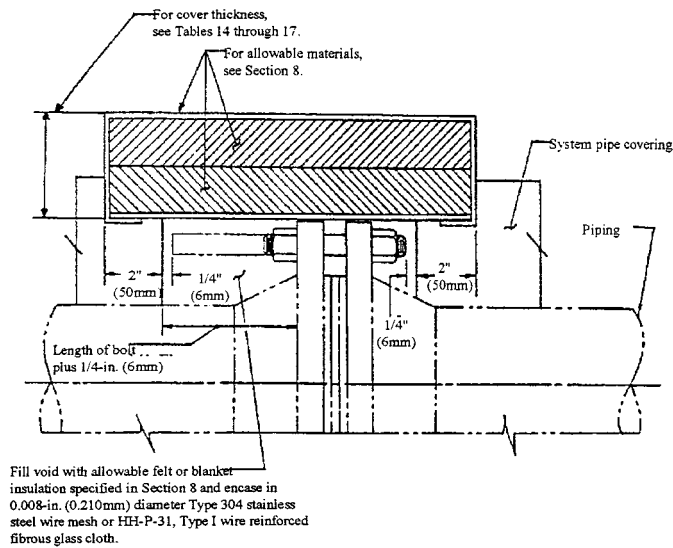 For cover thickness,
see Tables 14 through 17.
For allowable materials,
see Section 8.
System pipe covering
Piping
2"
(50mm)
1/4"
(6mm)
2"
(50mm)
1/4"
(6mm)
Length of bolt
plus 1/4-in. (6mm)
Fill void with allowable felt or blanket
insulation specified in Section 8 and encase in
0.008-in. (0.210mm) diameter Type 304 stainless
steel wire mesh or HH-P-31, Type I wire reinforced
fibrous glass cloth.